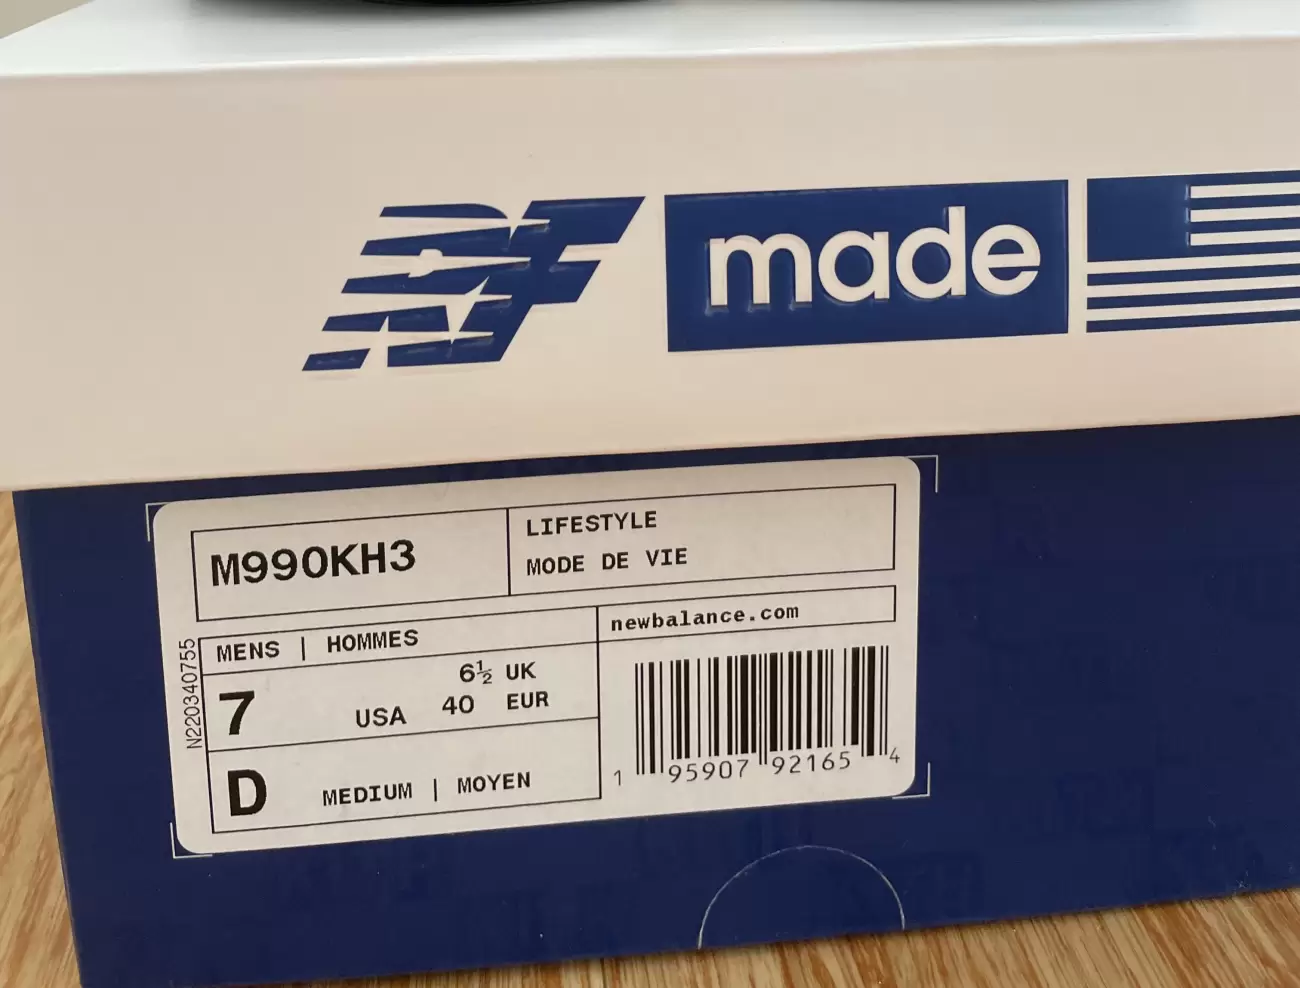 made
M990KH3
LIFESTYLE
MODE DE VIE
newbalance.com
MENS | HOMMES
6½ UK
7 USA 40 EUR
D MEDIUM | MOYEN
N220340755
1 95907 92165 4